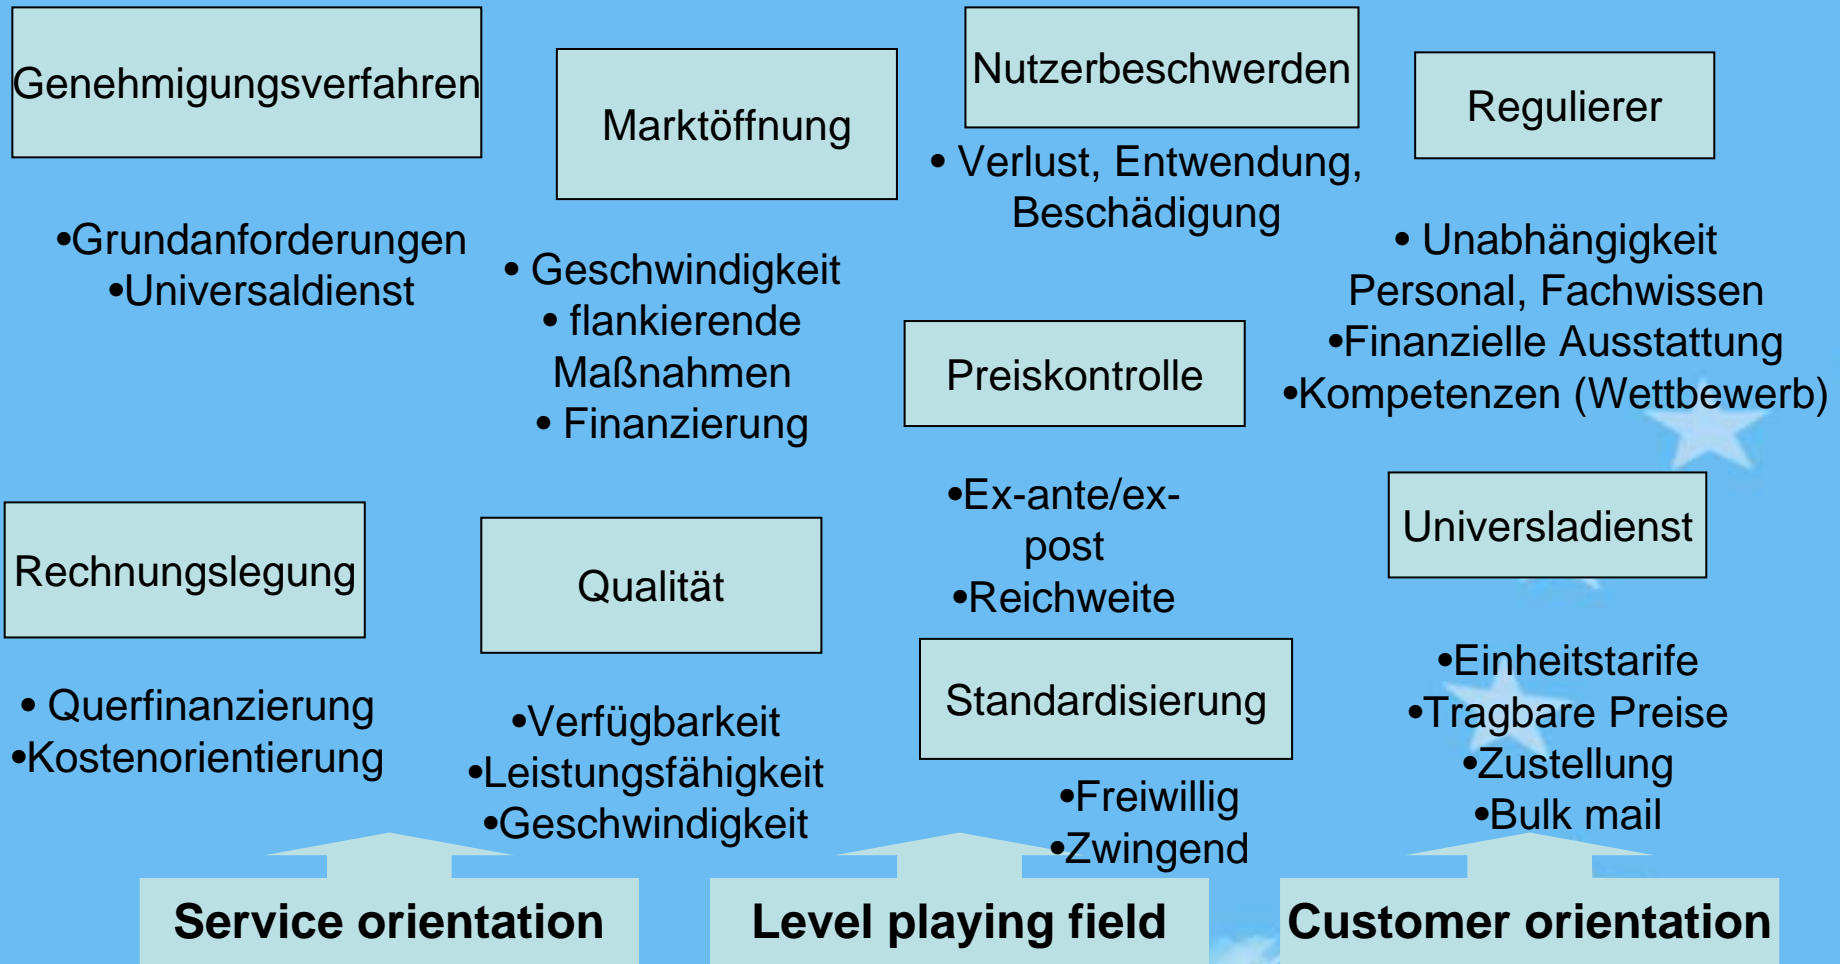 Genehmigungsverfahren
•Grundanforderungen
•Universaldienst
Marktöffnung
• Geschwindigkeit
• flankierende
Maßnahmen
• Finanzierung
Nutzerbeschwerden
• Verlust, Entwendung,
Beschädigung
Regulierer
• Unabhängigkeit
Personal, Fachwissen
•Finanzielle Ausstattung
•Kompetenzen (Wettbewerb)
Preiskontrolle
•Ex-ante/ex-
post
•Reichweite
Rechnungslegung
• Querfinanzierung
•Kostenorientierung
Qualität
•Verfügbarkeit
•Leistungsfähigkeit
•Geschwindigkeit
Standardisierung
•Freiwillig
•Zwingend
Universladienst
•Einheitstarife
•Tragbare Preise
•Zustellung
•Bulk mail
Service orientation
Level playing field
Customer orientation